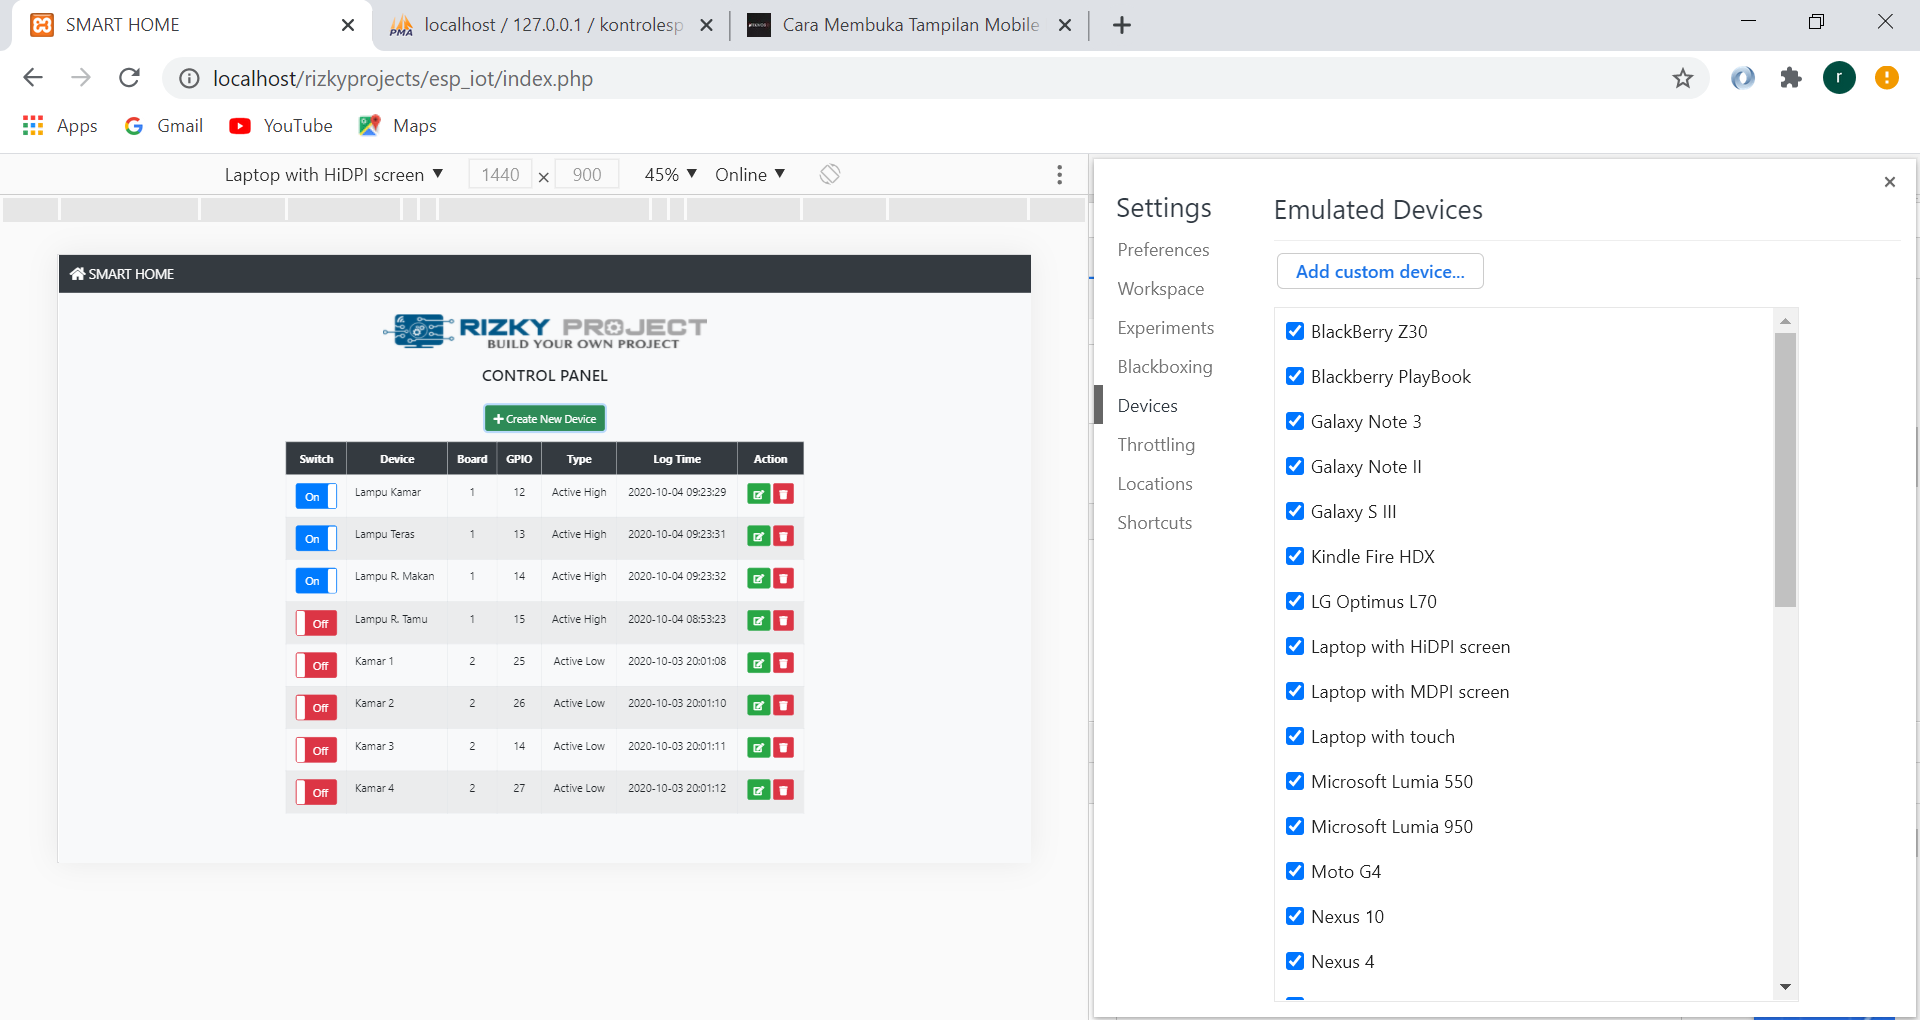 SMART HOME
localhost / 127.0.0.1 / kontrolesp
Cara Membuka Tampilan Mobile
localhost/rizkyprojects/esp_iot/index.php
r
Apps
Gmail
YouTube
Maps
Laptop with HiDPI screen ▼ 1440 × 900 45% ▼ Online ▼
SMART HOME
RIZKY PROJECT
BUILD YOUR OWN PROJECT
CONTROL PANEL
+ Create New Device
Switch Device Board GPIO Type Log Time Action
On Lampu Kamar 1 12 Active High 2020-10-04 09:23:29
On Lampu Teras 1 13 Active High 2020-10-04 09:23:31
On Lampu R. Makan 1 14 Active High 2020-10-04 09:23:32
Off Lampu R. Tamu 1 15 Active High 2020-10-04 08:53:23
Off Kamar 1 2 25 Active Low 2020-10-03 20:01:08
Off Kamar 2 2 26 Active Low 2020-10-03 20:01:10
Off Kamar 3 2 14 Active Low 2020-10-03 20:01:11
Off Kamar 4 2 27 Active Low 2020-10-03 20:01:12
Settings
Preferences
Workspace
Experiments
Blackboxing
Devices
Throttling
Locations
Shortcuts
Emulated Devices
Add custom device...
BlackBerry Z30
Blackberry PlayBook
Galaxy Note 3
Galaxy Note II
Galaxy S III
Kindle Fire HDX
LG Optimus L70
Laptop with HiDPI screen
Laptop with MDPI screen
Laptop with touch
Microsoft Lumia 550
Microsoft Lumia 950
Moto G4
Nexus 10
Nexus 4